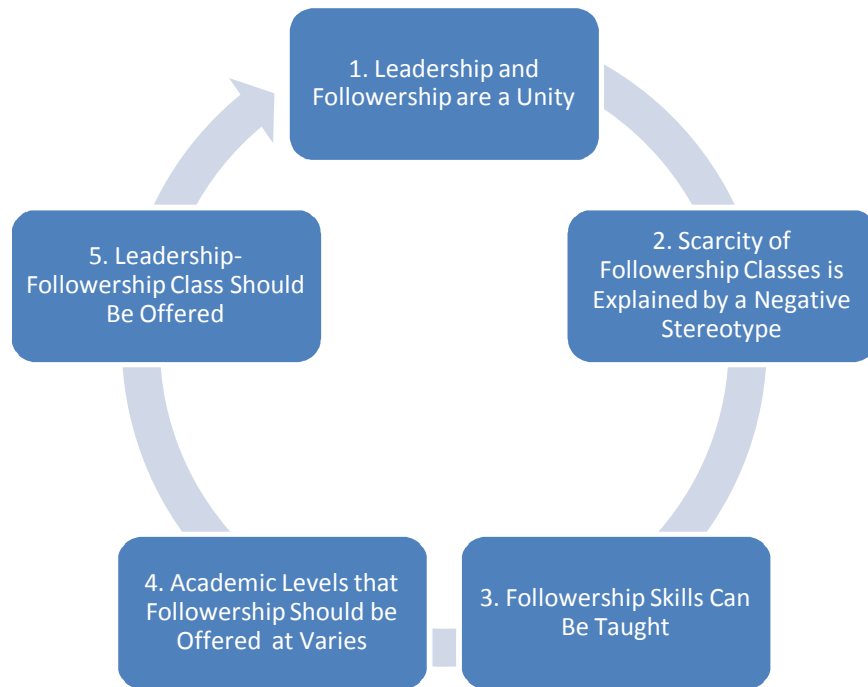 1. Leadership and
Followership are a Unity
2. Scarcity of
Followership Classes is
Explained by a Negative
Stereotype
3. Followership Skills Can
Be Taught
4. Academic Levels that
Followership Should be
Offered  at Varies
5. Leadership-
Followership Class Should
Be Offered